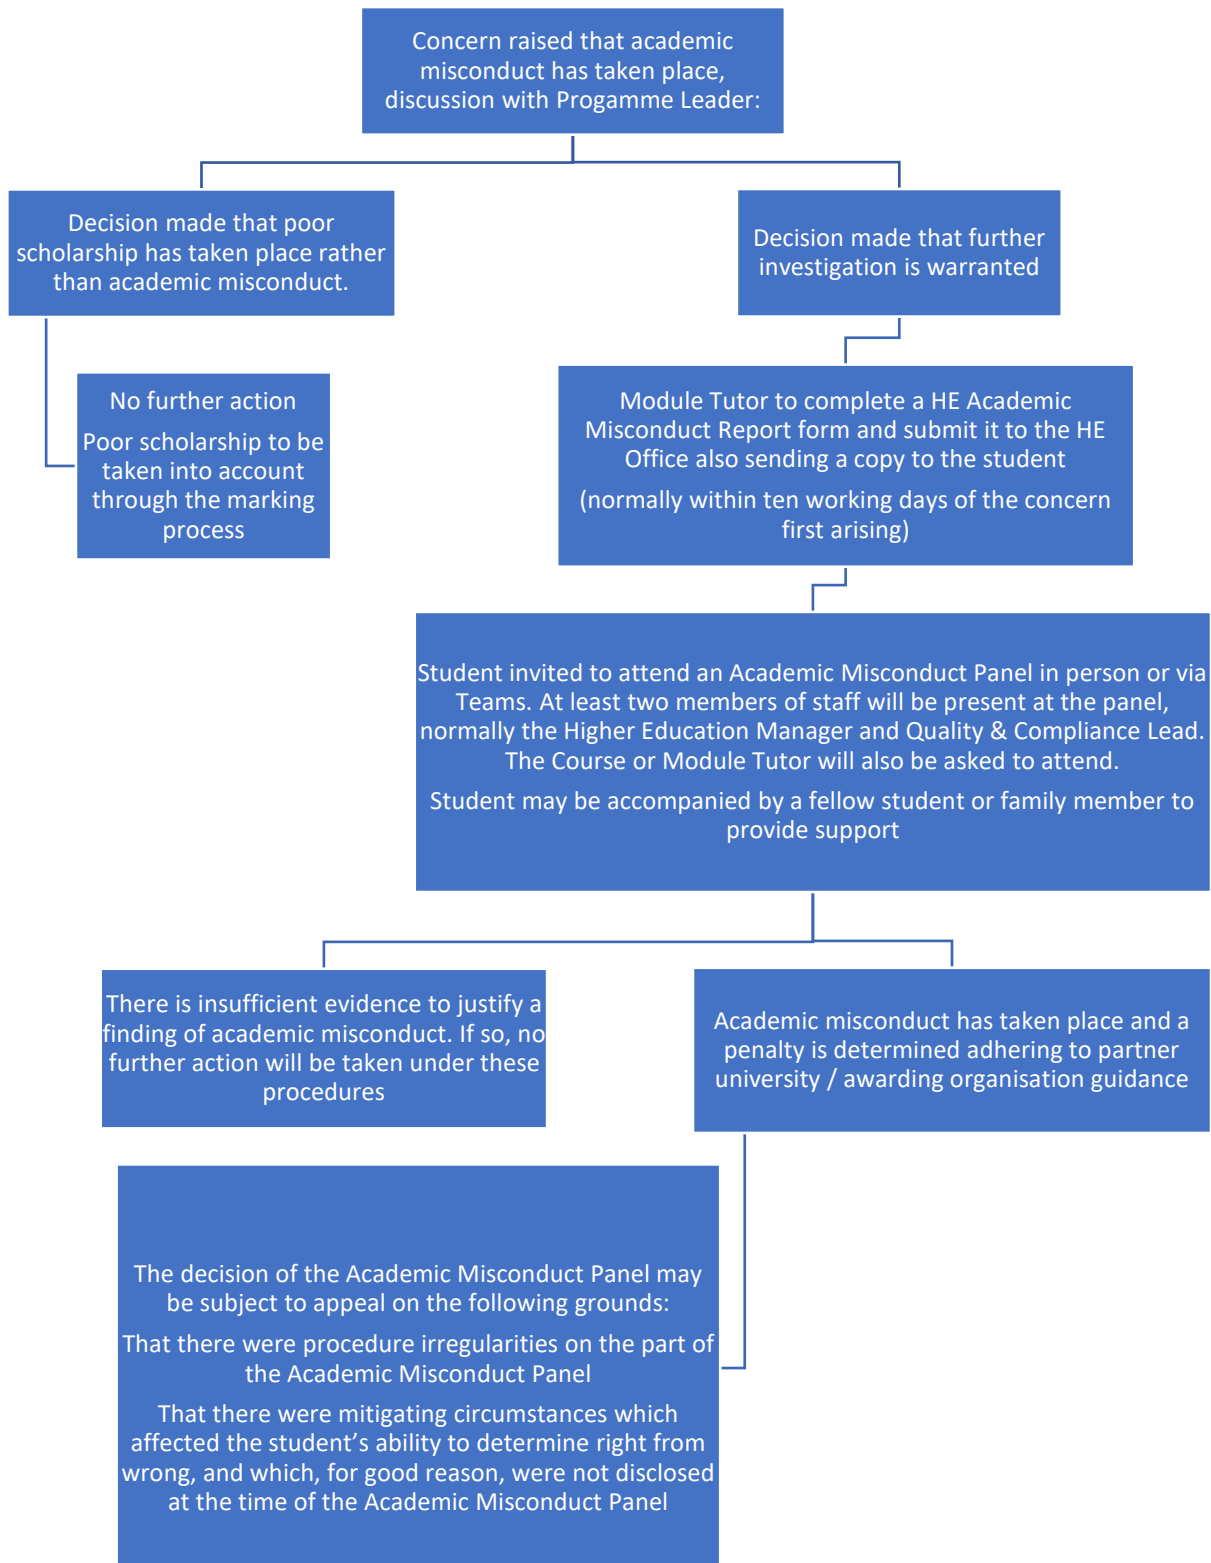 Concern raised that academic
misconduct has taken place,
discussion with Progamme Leader:
Decision made that poor
scholarship has taken place rather
than academic misconduct.
Decision made that further
investigation is warranted
No further action
Poor scholarship to be
taken into account
through the marking
process
Module Tutor to complete a HE Academic
Misconduct Report form and submit it to the HE
Office also sending a copy to the student
(normally within ten working days of the concern
first arising)
Student invited to attend an Academic Misconduct Panel in person or via
Teams. At least two members of staff will be present at the panel,
normally the Higher Education Manager and Quality & Compliance Lead.
The Course or Module Tutor will also be asked to attend.
Student may be accompanied by a fellow student or family member to
provide support
There is insufficient evidence to justify a
finding of academic misconduct. If so, no
further action will be taken under these
procedures
Academic misconduct has taken place and a
penalty is determined adhering to partner
university / awarding organisation guidance
The decision of the Academic Misconduct Panel may
be subject to appeal on the following grounds:
That there were procedure irregularities on the part of
the Academic Misconduct Panel
That there were mitigating circumstances which
affected the student’s ability to determine right from
wrong, and which, for good reason, were not disclosed
at the time of the Academic Misconduct Panel